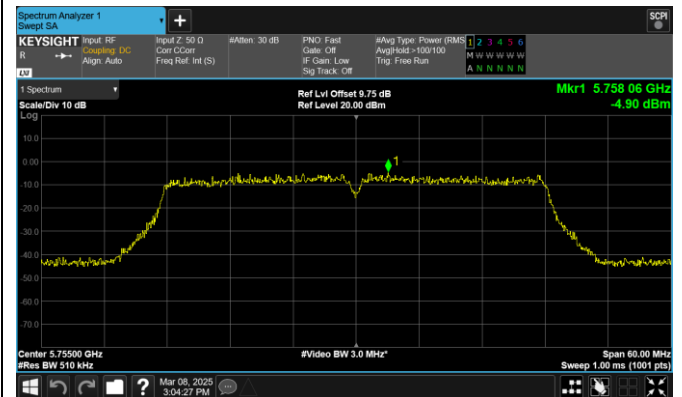 Spectrum Analyzer 1
Swept SA
+
SCPI
KEYSIGHT
R
LXI
Input: RF
Coupling: DC
Align: Auto
Input Z: 50 Ω
Corr CCorr
Freq Ref: Int (S)
#Atten: 30 dB
PNO: Fast
Gate: Off
IF Gain: Low
Sig Track: Off
#Avg Type: Power (RMS
Avg|Hold:>100/100
Trig: Free Run
1 2 3 4 5 6
M W W W W W
A N N N N N
1 Spectrum
Scale/Div 10 dB
Log
Ref Lvl Offset 9.75 dB
Ref Level 20.00 dBm
Mkr1 5.758 06 GHz
-4.90 dBm
10.0
0.00
-10.0
-20.0
-30.0
-40.0
-50.0
-60.0
-70.0
1
Center 5.75500 GHz
#Res BW 510 kHz
#Video BW 3.0 MHz*
Span 60.00 MHz
Sweep 1.00 ms (1001 pts)
?
Mar 08, 2025
3:04:27 PM